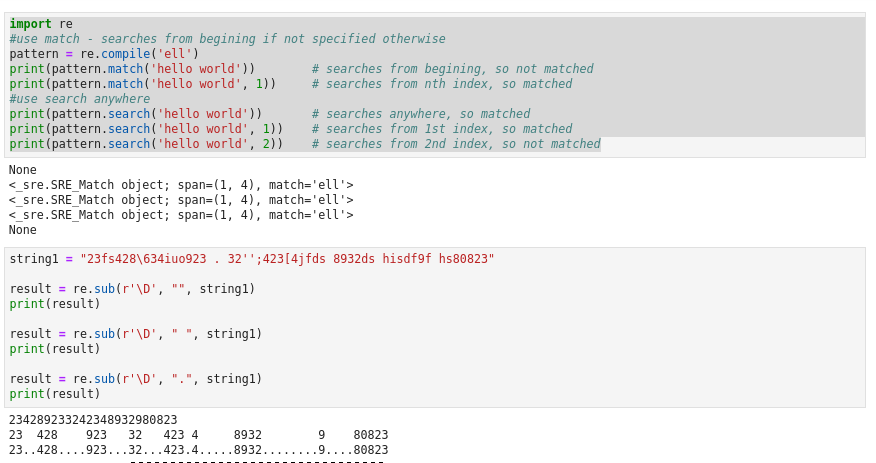 import re
#use match - searches from begining if not specified otherwise
pattern = re.compile('ell')
print(pattern.match('hello world'))        # searches from begining, so not matched
print(pattern.match('hello world', 1))     # searches from nth index, so matched
#use search anywhere
print(pattern.search('hello world'))       # searches anywhere, so matched
print(pattern.search('hello world', 1))    # searches from 1st index, so matched
print(pattern.search('hello world', 2))    # searches from 2nd index, so not matched
None
<_sre.SRE_Match object; span=(1, 4), match='ell'>
<_sre.SRE_Match object; span=(1, 4), match='ell'>
<_sre.SRE_Match object; span=(1, 4), match='ell'>
None
string1 = "23fs428\634iuo923 . 32'';423[4jfds 8932ds hisdf9f hs80823"
result = re.sub(r'\D', "", string1)
print(result)
result = re.sub(r'\D', " ", string1)
print(result)
result = re.sub(r'\D', ".", string1)
print(result)
234289233242348932980823
23  428    923   32   423 4     8932        9    80823
23..428....923...32...423.4.....8932........9....80823